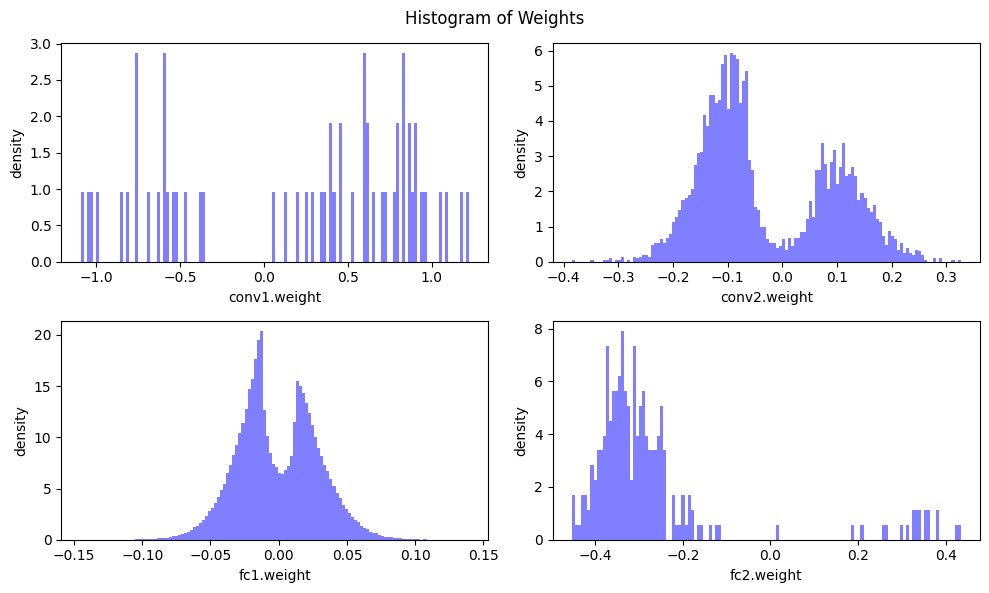 Histogram of Weights
density
3.0
2.5
2.0
1.5
1.0
0.5
0.0
−1.0 −0.5 0.0 0.5 1.0
conv1.weight
density
6
5
4
3
2
1
0
−0.4 −0.3 −0.2 −0.1 0.0 0.1 0.2 0.3
conv2.weight
density
20
15
10
5
0
−0.15 −0.10 −0.05 0.00 0.05 0.10 0.15
fc1.weight
density
8
6
4
2
0
−0.4 −0.2 0.0 0.2 0.4
fc2.weight